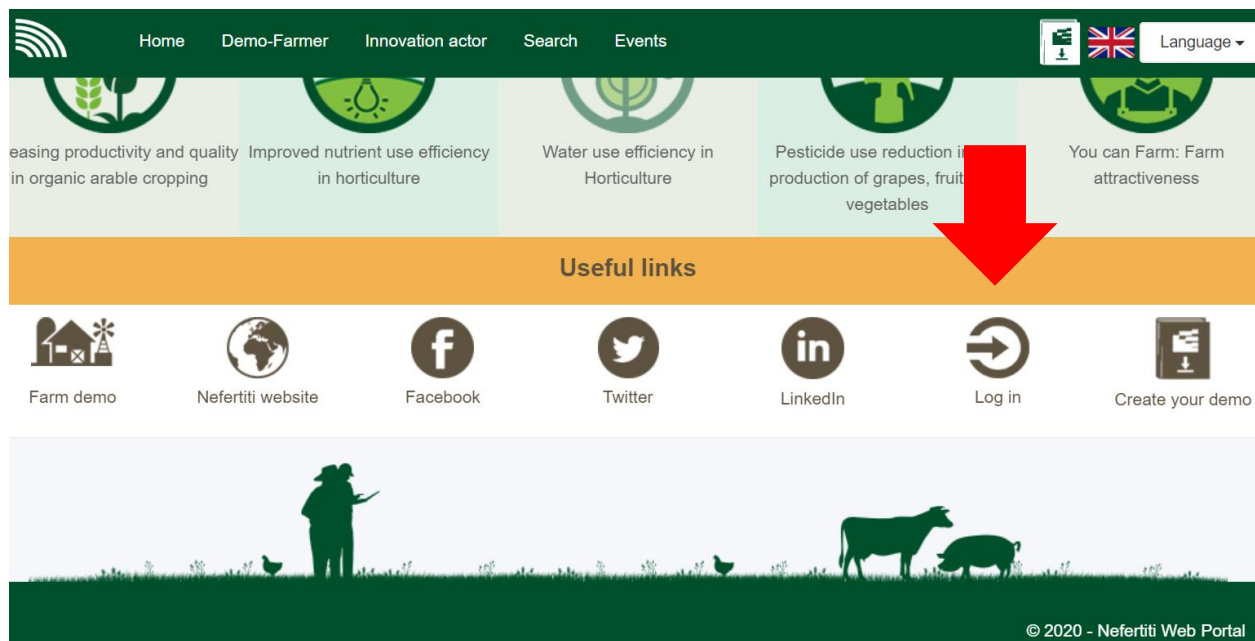 Home Demo-Farmer Innovation actor Search Events Language
easing productivity and quality
in organic arable cropping
Improved nutrient use efficiency
in horticulture
Water use efficiency in
Horticulture
Pesticide use reduction
production of grapes, fruit
vegetables
You can Farm: Farm
attractiveness
Useful links
Farm demo Nefertiti website Facebook Twitter LinkedIn Log in Create your demo
© 2020 - Nefertiti Web Portal